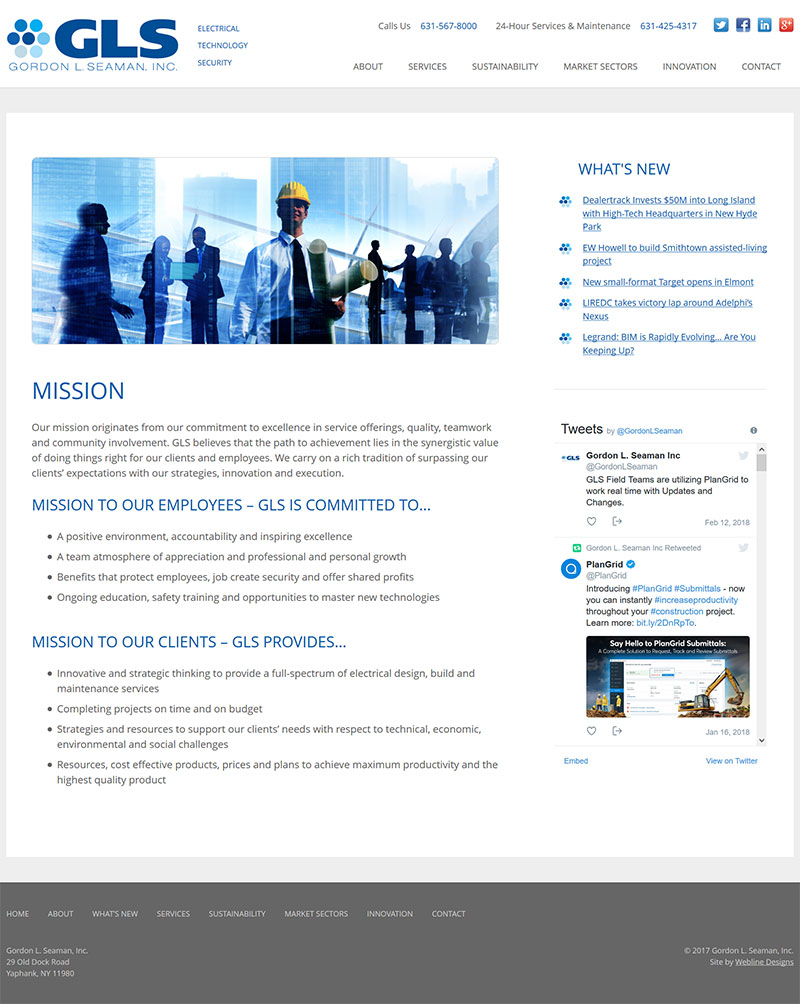 GLS
GORDON L. SEAMAN, INC.
ELECTRICAL
TECHNOLOGY
SECURITY
Calls Us 631-567-8000 24-Hour Services & Maintenance 631-425-4317
ABOUT SERVICES SUSTAINABILITY MARKET SECTORS INNOVATION CONTACT
MISSION
Our mission originates from our commitment to excellence in service offerings, quality, teamwork
and community involvement. GLS believes that the path to achievement lies in the synergistic value
of doing things right for our clients and employees. We carry on a rich tradition of surpassing our
clients' expectations with our strategies, innovation and execution.
MISSION TO OUR EMPLOYEES – GLS IS COMMITTED TO...
A positive environment, accountability and inspiring excellence
A team atmosphere of appreciation and professional and personal growth
Benefits that protect employees, job create security and offer shared profits
Ongoing education, safety training and opportunities to master new technologies
MISSION TO OUR CLIENTS – GLS PROVIDES...
Innovative and strategic thinking to provide a full-spectrum of electrical design, build and
maintenance services
Completing projects on time and on budget
Strategies and resources to support our clients' needs with respect to technical, economic,
environmental and social challenges
Resources, cost effective products, prices and plans to achieve maximum productivity and the
highest quality product
WHAT'S NEW
Dealertrack Invests $50M into Long Island
with High-Tech Headquarters in New Hyde
Park
EW Howell to build Smithtown assisted-living
project
New small-format Target opens in Elmont
LIREDC takes victory lap around Adelphi's
Nexus
Legrand: BIM is Rapidly Evolving... Are You
Keeping Up?
Tweets by @GordonLSeaman
GLS
Gordon L. Seaman Inc
@GordonLSeaman
GLS Field Teams are utilizing PlanGrid to
work real time with Updates and
Changes.
Feb 12, 2018
Gordon L. Seaman Inc Retweeted
PlanGrid
@PlanGrid
Introducing #PlanGrid #Submittals - now
you can instantly #increaseproductivity
throughout your #construction project.
Learn more: bit.ly/2DnRpTo.
Say Hello to PlanGrid Submittals:
A Complete Solution to Request, Track and Review Submittals
Jan 16, 2018
Embed View on Twitter
HOME ABOUT WHAT'S NEW SERVICES SUSTAINABILITY MARKET SECTORS INNOVATION CONTACT
Gordon L. Seaman, Inc.
29 Old Dock Road
Yaphank, NY 11980
© 2017 Gordon L. Seaman, Inc.
Site by Webline Designs